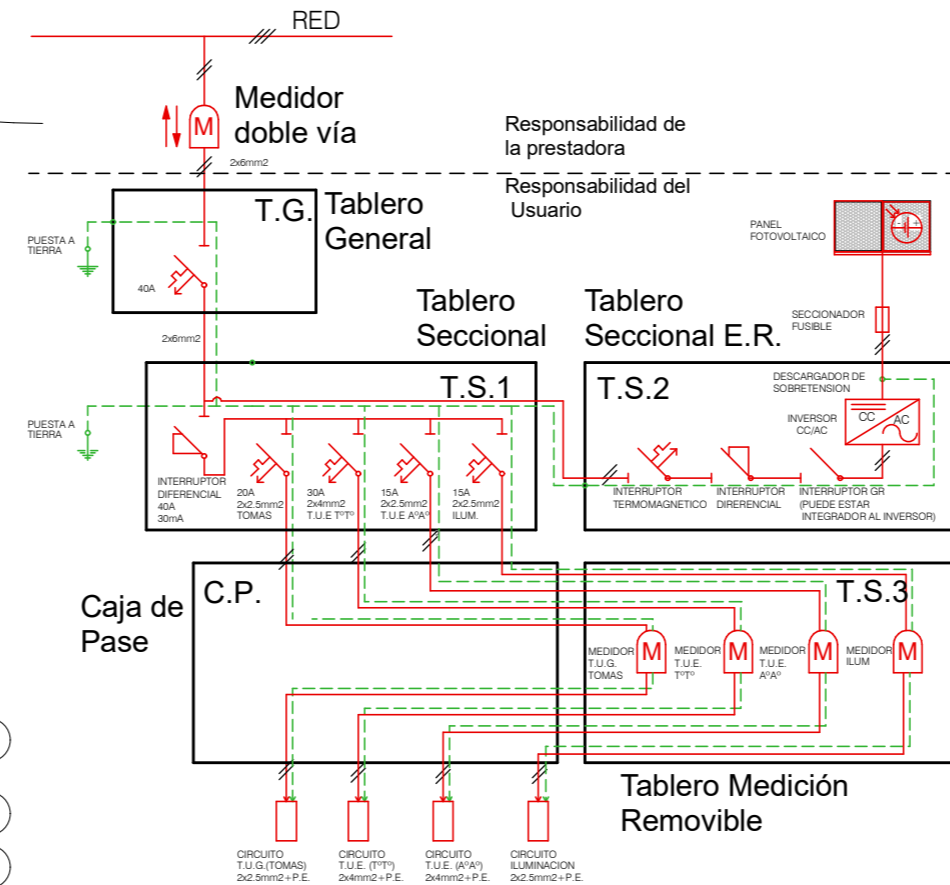 RED
Medidor
doble vía
M
2x6mm2
Responsabilidad de
la prestadora
Responsabilidad del
Usuario
T.G.
Tablero
General
PUESTA A
TIERRA
40A
2x6mm2
PANEL
FOTOVOLTAICO
SECCIONADOR
FUSIBLE
Tablero
Seccional
Tablero
Seccional E.R.
T.S.1
T.S.2
DESCARGADOR DE
SOBRETENSION
INVERSOR
CC/AC
CC
AC
PUESTA A
TIERRA
INTERRUPTOR
DIFERENCIAL
40A
30mA
20A
2x2.5mm2
TOMAS
30A
2x4mm2
T.U.E TºTº
15A
2x2.5mm2
T.U.E AºAº
15A
2x2.5mm2
ILUM.
INTERRUPTOR
TERMOMAGNETICO
INTERRUPTOR
DIRERENCIAL
INTERRUPTOR GR
(PUEDE ESTAR
INTEGRADOR AL INVERSOR)
Caja de
Pase
C.P.
T.S.3
MEDIDOR
T.U.G.
TOMAS
M
MEDIDOR
T.U.E.
TºTº
M
MEDIDOR
T.U.E.
AºAº
M
MEDIDOR
ILUM
M
Tablero Medición
Removible
CIRCUITO
T.U.G.(TOMAS)
2x2.5mm2+P.E.
CIRCUITO
T.U.E. (TºTº)
2x4mm2+P.E.
CIRCUITO
T.U.E. (AºAº)
2x4mm2+P.E.
CIRCUITO
ILUMINACION
2x2.5mm2+P.E.